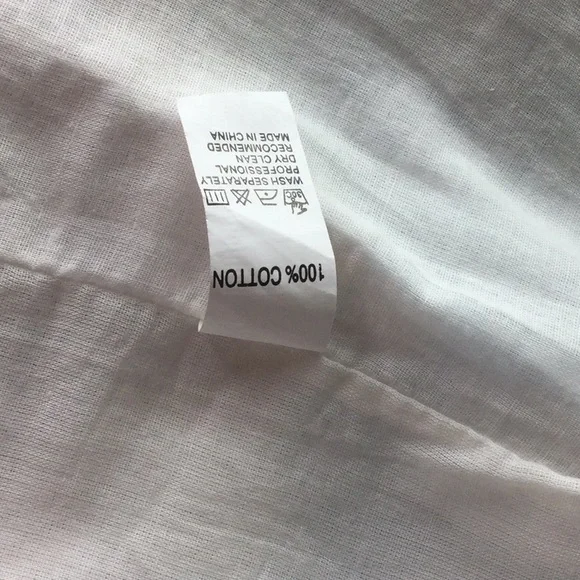 100% COTTON
WASH SEPARATELY
PROFESSIONAL
DRY CLEAN
RECOMMENDED
MADE IN CHINA